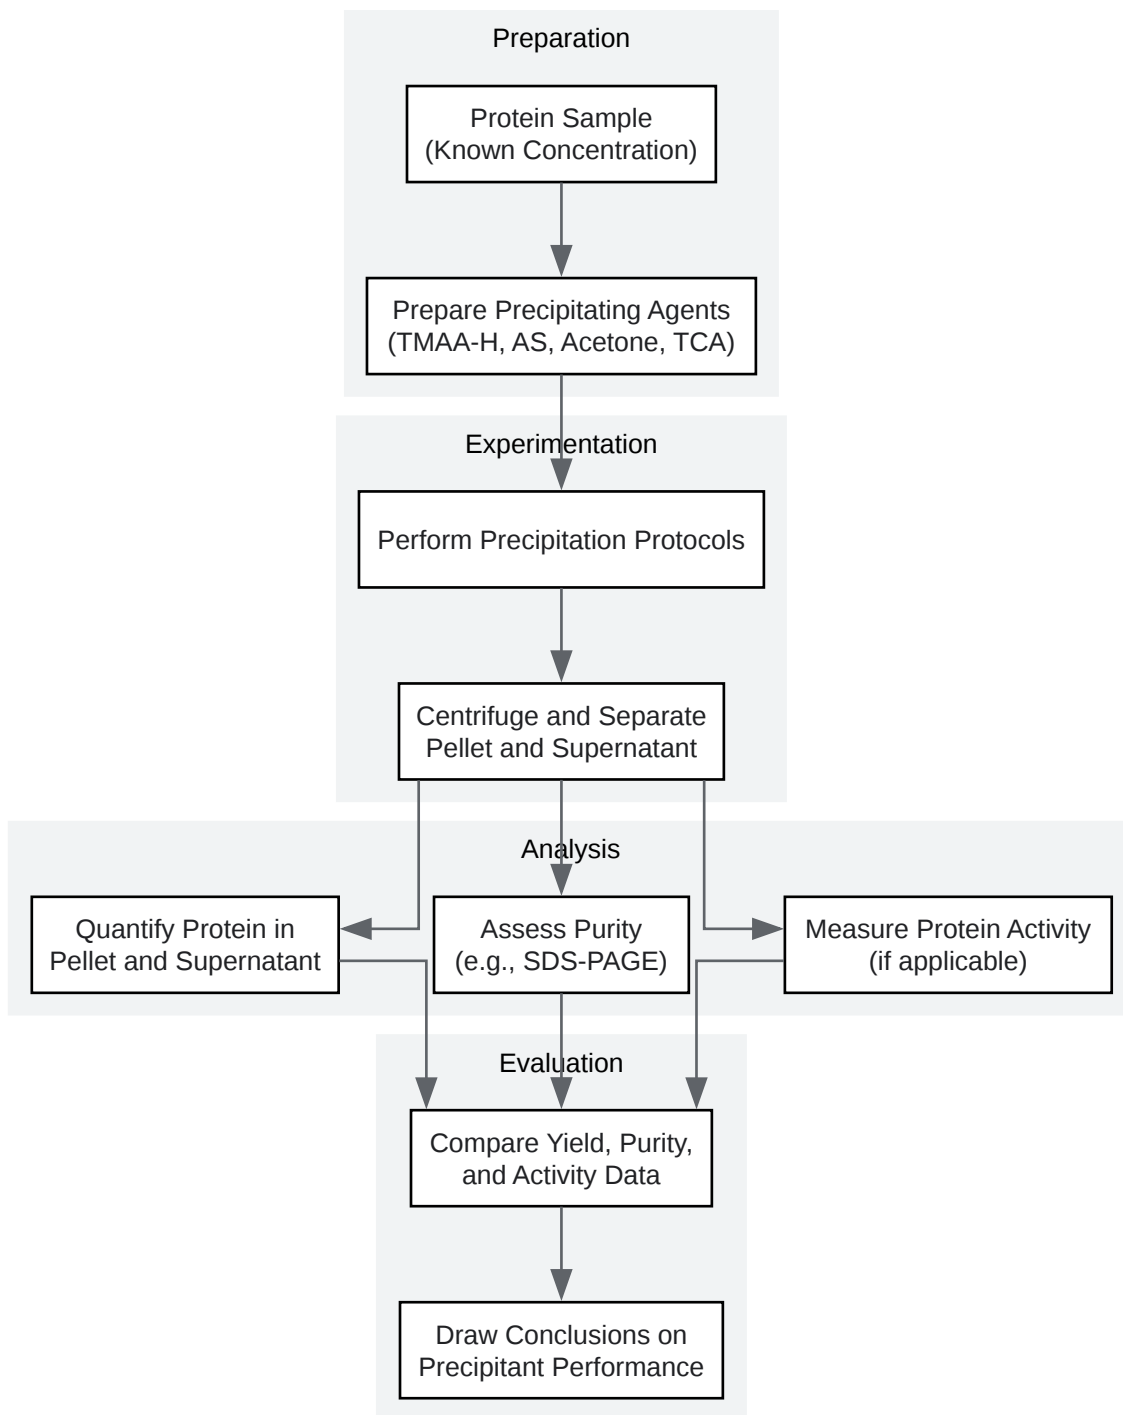 Preparation
Protein Sample
(Known Concentration)
Prepare Precipitating Agents
(TMAA-H, AS, Acetone, TCA)
Experimentation
Perform Precipitation Protocols
Centrifuge and Separate
Pellet and Supernatant
Analysis
Quantify Protein in
Pellet and Supernatant
Assess Purity
(e.g., SDS-PAGE)
Measure Protein Activity
(if applicable)
Evaluation
Compare Yield, Purity,
and Activity Data
Draw Conclusions on
Precipitant Performance